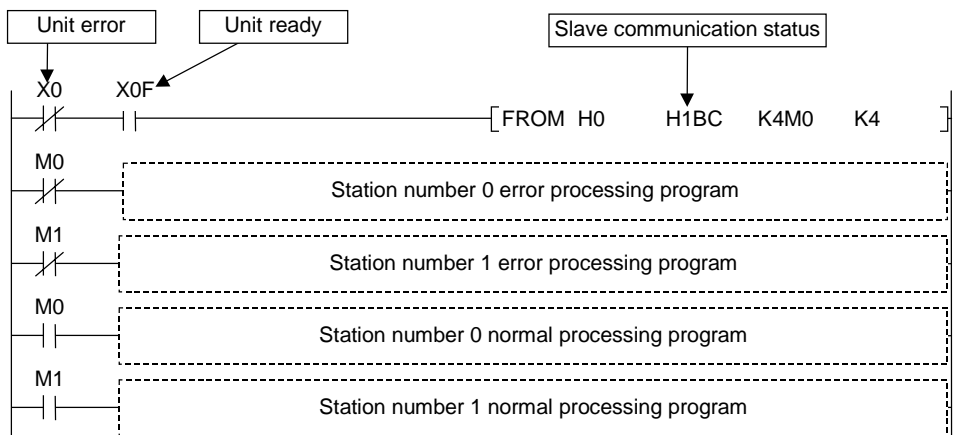 Unit error
Unit ready
Slave communication status
X0
X0F
FROM H0 H1BC K4M0 K4
M0
Station number 0 error processing program
M1
Station number 1 error processing program
M0
Station number 0 normal processing program
M1
Station number 1 normal processing program